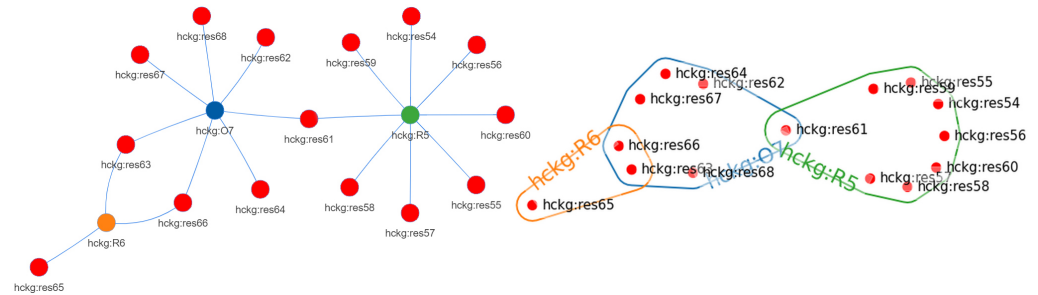 hckg:res68
hckg:res62
hckg:res67
hckg:O7
hckg:res61
hckg:res63
hckg:res66
hckg:res64
hckg:R6
hckg:res65
hckg:res54
hckg:res59
hckg:res56
hckg:R5
hckg:res60
hckg:res58
hckg:res57
hckg:res55
hckg:res64
hckg:res62
hckg:res67
hckg:res66
hckg:res63
hckg:res68
hckg:R6
hckg:O7
hckg:res65
hckg:res61
hckg:R5
hckg:res55
hckg:res59
hckg:res54
hckg:res56
hckg:res60
hckg:res57
hckg:res58